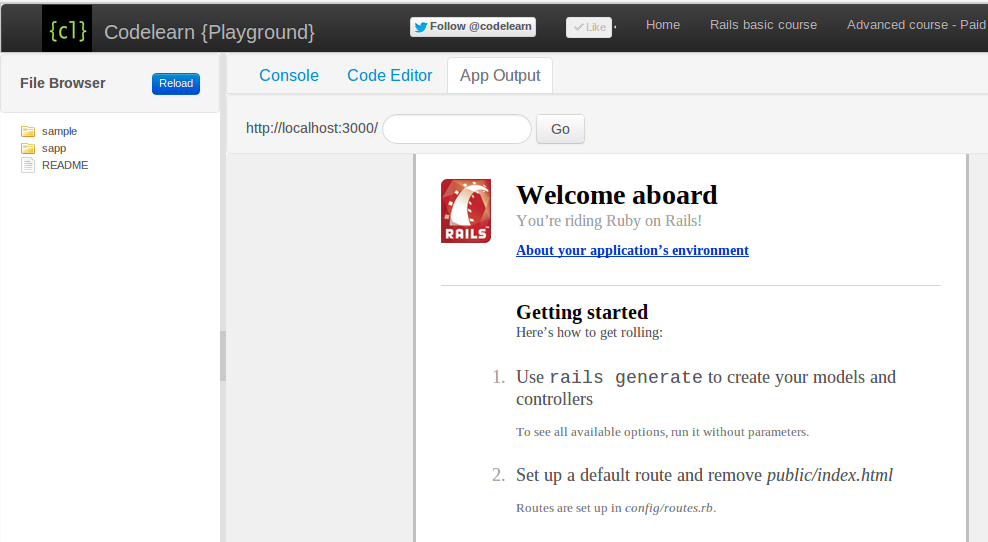 {cl} Codelearn {Playground} Follow @codelearn Like Home Rails basic course Advanced course - Paid
File Browser Reload
Console Code Editor App Output
sample
sapp
README
http://localhost:3000/ Go
RAILS
Welcome aboard
You’re riding Ruby on Rails!
About your application’s environment
Getting started
Here’s how to get rolling:
1. Use rails generate to create your models and
controllers
To see all available options, run it without parameters.
2. Set up a default route and remove public/index.html
Routes are set up in config/routes.rb.